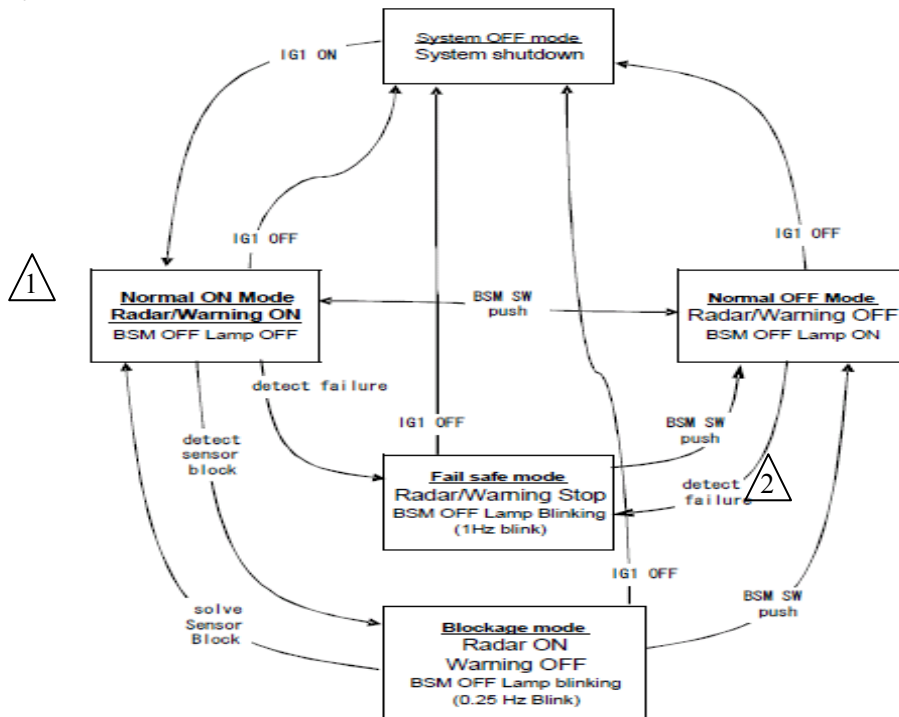 System OFF mode
System shutdown
IG1 ON
IG1 OFF
IG1 OFF
1
Normal ON Mode
Radar/Warning ON
BSM OFF Lamp OFF
BSM SW
push
Normal OFF Mode
Radar/Warning OFF
BSM OFF Lamp ON
detect failure
IG1 OFF
BSM SW
push
detect
sensor
block
Fail safe mode
Radar/Warning Stop
BSM OFF Lamp Blinking
(1Hz blink)
detect
failure
2
IG1 OFF
BSM SW
push
solve
Sensor
Block
Blockage mode
Radar ON
Warning OFF
BSM OFF Lamp blinking
(0.25 Hz Blink)